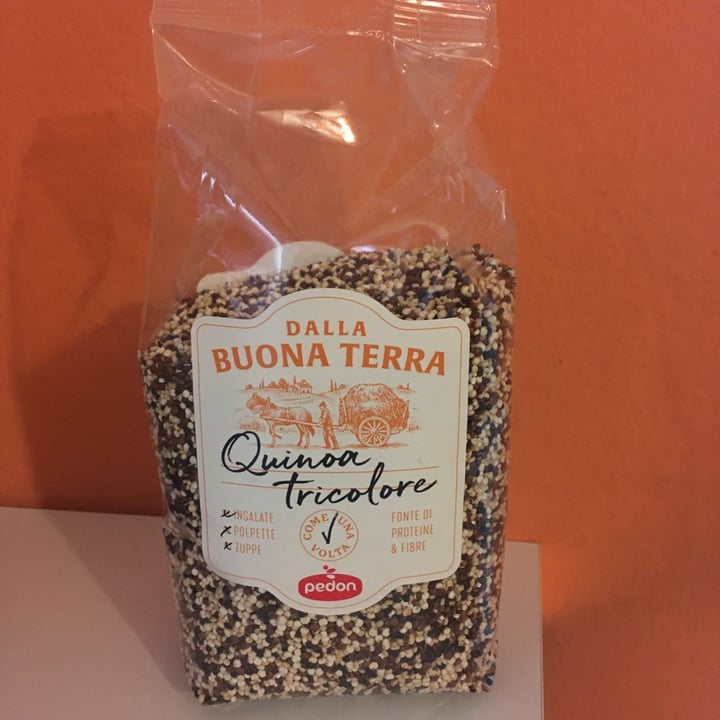 DALLA
BUONA TERRA
Quinoa
tricolore
INSALATE
POLPETTE
ZUPPE
COME UNA
VOLTA
FONTE DI
PROTEINE
& FIBRE
pedon